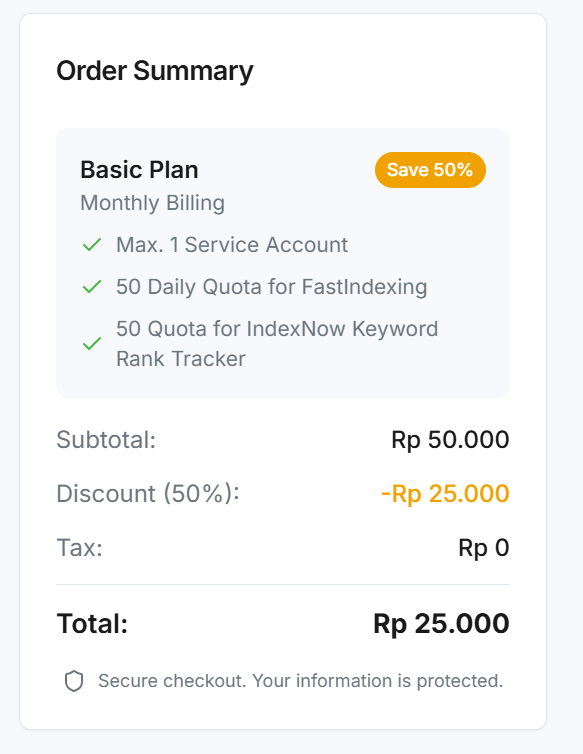 Order Summary
Basic Plan
Save 50%
Monthly Billing
Max. 1 Service Account
50 Daily Quota for FastIndexing
50 Quota for IndexNow Keyword
Rank Tracker
Subtotal: Rp 50.000
Discount (50%): -Rp 25.000
Tax: Rp 0
Total: Rp 25.000
Secure checkout. Your information is protected.